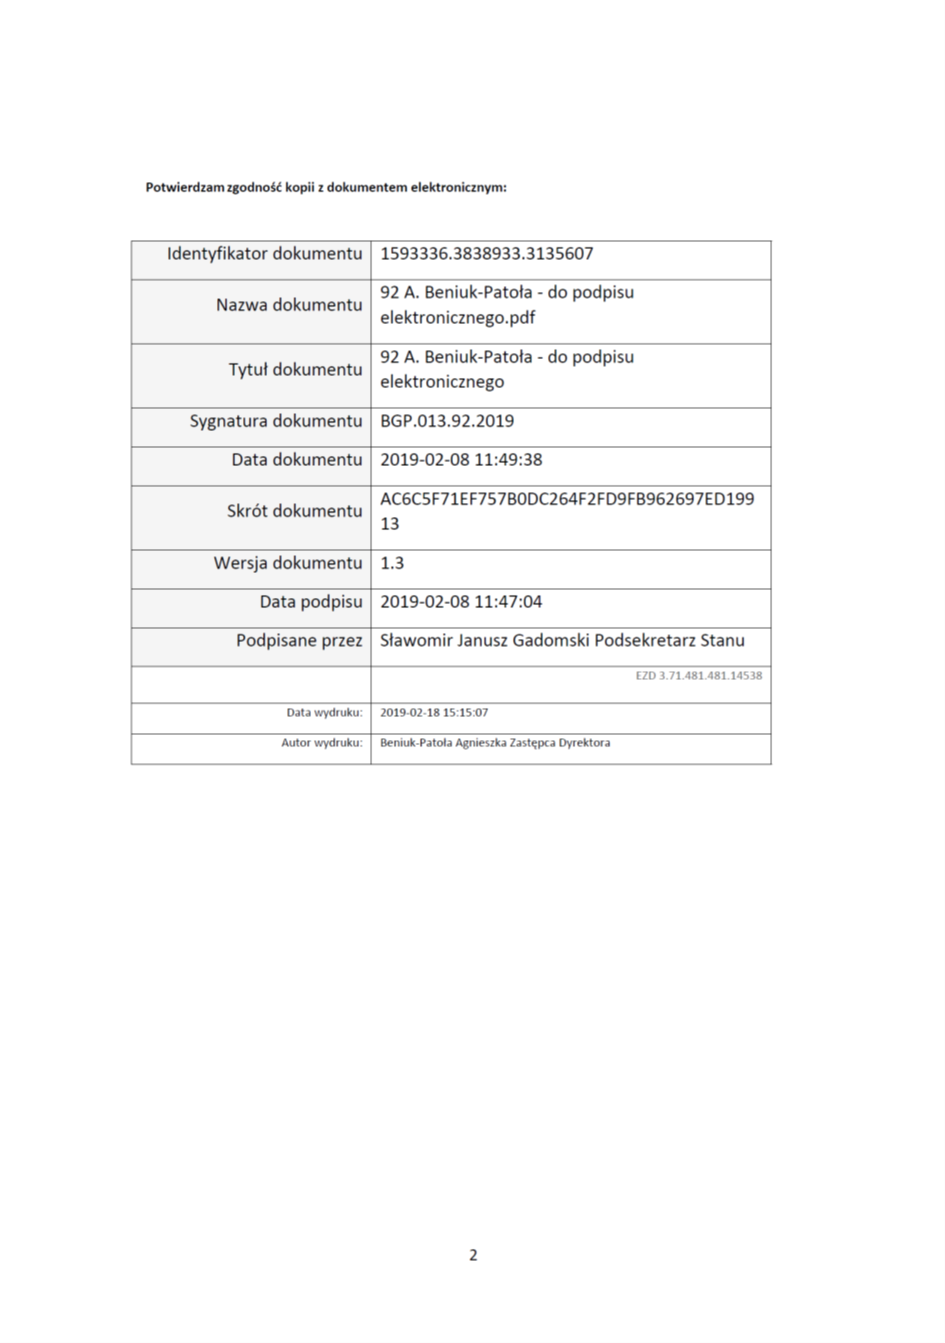 Potwierdzam zgodność kopii z dokumentem elektronicznym:
Identyfikator dokumentu 1593336.3838933.3135607
Nazwa dokumentu 92 A. Beniuk-Patoła - do podpisu
elektronicznego.pdf
Tytuł dokumentu 92 A. Beniuk-Patoła - do podpisu
elektronicznego
Sygnatura dokumentu BGP.013.92.2019
Data dokumentu 2019-02-08 11:49:38
Skrót dokumentu AC6C5F71EF757B0DC264F2FD9FB962697ED199
13
Wersja dokumentu 1.3
Data podpisu 2019-02-08 11:47:04
Podpisane przez Sławomir Janusz Gadomski Podsekretarz Stanu
EZD 3.71.481.481.14538
Data wydruku: 2019-02-18 15:15:07
Autor wydruku: Beniuk-Patoła Agnieszka Zastępca Dyrektora
2